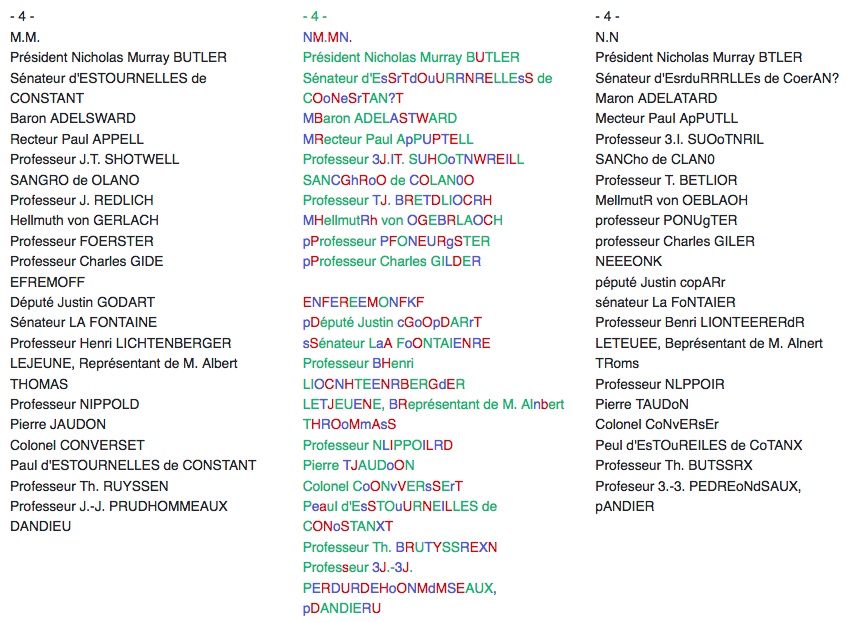 - 4 -
M.M.
Président Nicholas Murray BUTLER
Sénateur d'ESTOURNELLES de
CONSTANT
Baron ADELSWARD
Recteur Paul APPELL
Professeur J.T. SHOTWELL
SANGRO de OLANO
Professeur J. REDLICH
Hellmuth von GERLACH
Professeur FOERSTER
Professeur Charles GIDE
EFREMOFF
Député Justin GODART
Sénateur LA FONTAINE
Professeur Henri LICHTENBERGER
LEJEUNE, Représentant de M. Albert
THOMAS
Professeur NIPPOLD
Pierre JAUDON
Colonel CONVERSET
Paul d'ESTOURNELLES de CONSTANT
Professeur Th. RUYSSEN
Professeur J.-J. PRUDHOMMEAUX
DANDIEU
- 4 -
NM.MN.
Président Nicholas Murray BUTLER
Sénateur d'EsSrTdOuURRNRELLEsS de
COoNeSrTAN?T
MBaron ADELASTWARD
MRecteur Paul ApPUPTELL
Professeur 3J.IT. SUHOoTNWREILL
SANCGhRoO de COLAN0O
Professeur TJ. BRETDLIOCRH
MHellmutRh von OGEBRLAOCH
pProfesseur PFONEURgSTER
pProfesseur Charles GILDER
ENFEREEMONFKF
pDéputé Justin cGoOpDARrT
sSénateur LaA FoONTAIENRE
Professeur BHenri
LIOCNHTEENRBERGdER
LETJEUENE, BReprésentant de M. Alnbert
THROoMmAsS
Professeur NLIPPOILRD
Pierre TJAUDoON
Colonel CoONvVERsSErT
Peaul d'EsSTOuURNEILLES de
CONoSTANXT
Professeur Th. BRUTYSSREXN
Professeur 3J.-3J.
PERDURDEHoONMdMSEAUX,
pDANDIERU
- 4 -
N.N
Président Nicholas Murray BTLER
Sénateur d'EsrduRRRLLEs de CoerAN?
Maron ADELATARD
Mecteur Paul ApPUTLL
Professeur 3.I. SUOoTNRIL
SANCho de CLAN0
Professeur T. BETLIOR
MellmutR von OEBLAOH
professeur PONUgTER
professeur Charles GILER
NEEEONK
péputé Justin copARr
sénateur La FoNTAIER
Professeur Benri LIONTEERERdR
LETEUEE, Beprésentant de M. Alnert
TRoms
Professeur NLPPOIR
Pierre TAUDoN
Colonel CoNvERsEr
Peul d'EsTOuREILES de CoTANX
Professeur Th. BUTSSRX
Profeseur 3.-3. PEDREoNdSAUX,
pANDIER